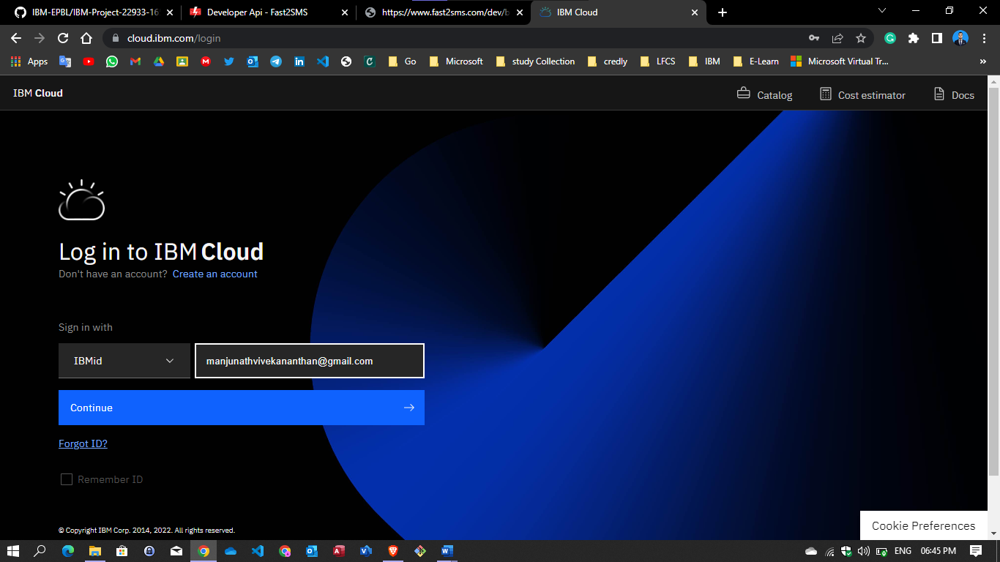 IBM-EPBL/IBM-Project-22933-16
Developer Api - Fast2SMS
https://www.fast2sms.com/dev/b
IBM Cloud
cloud.ibm.com/login
Apps
Go
Microsoft
study Collection
credly
LFCS
IBM
E-Learn
Microsoft Virtual Tr...
IBM Cloud
Catalog
Cost estimator
Docs
Log in to IBM Cloud
Don't have an account? Create an account
Sign in with
IBMid
manjunathvivekananthan@gmail.com
Continue
Forgot ID?
Remember ID
© Copyright IBM Corp. 2014, 2022. All rights reserved.
Cookie Preferences
ENG
06:45 PM